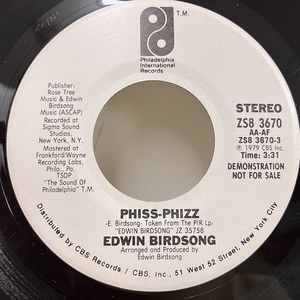 T.M.
Philadelphia
International
Records
Publisher:
Rose Tree
Music & Edwin
Birdsong
Music (ASCAP)
Recorded at
Sigma Sound
Studios, New
York, N.Y.
Mastered at
Frankford/Wayne
Recording Labs,
Phila., Pa.
TSOP
"The Sound Of
Philadelphia" T.M.
STEREO
ZS8 3670
AA-AF
ZS8 3670-3
℗ 1979 CBS Inc.
Time: 3:31
DEMONSTRATION
NOT FOR SALE
PHISS-PHIZZ
-E. Birdsong- Taken From The PIR Lp:
"EDWIN BIRDSONG" JZ 35758
EDWIN BIRDSONG
Arranged and Produced by
Edwin Birdsong
Distributed by CBS Records / CBS, Inc., 51 West 52 Street, New York City